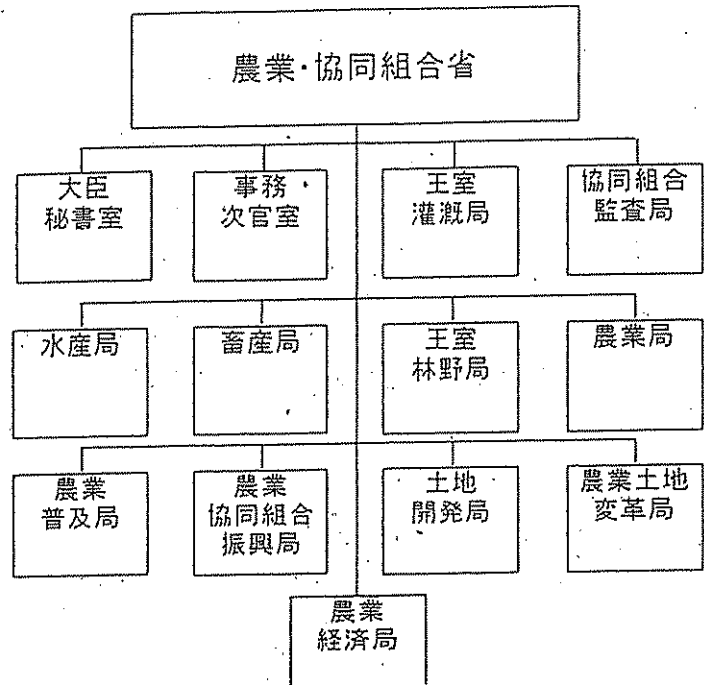 農業・協同組合省
大臣
秘書室
事務
次官室
王室
灌漑局
協同組合
監査局
水産局
畜産局
王室
林野局
農業局
農業
普及局
農業
協同組合
振興局
土地
開発局
農業土地
変革局
農業
経済局